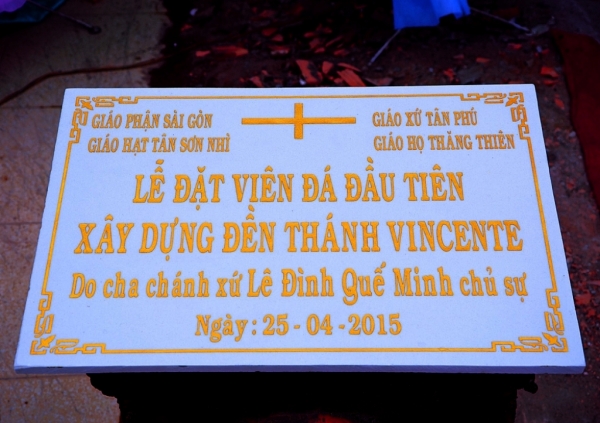 GIÁO PHẬN SÀI GÒN
GIÁO HẠT TÂN SƠN NHÌ
GIÁO XỨ TÂN PHÚ
GIÁO HỌ THĂNG THIÊN
LỄ ĐẶT VIÊN ĐÁ ĐẦU TIÊN
XÂY DỰNG ĐỀN THÁNH VINCENTE
Do cha chánh xứ Lê Đình Quế Minh chủ sự
Ngày : 25 - 04 - 2015